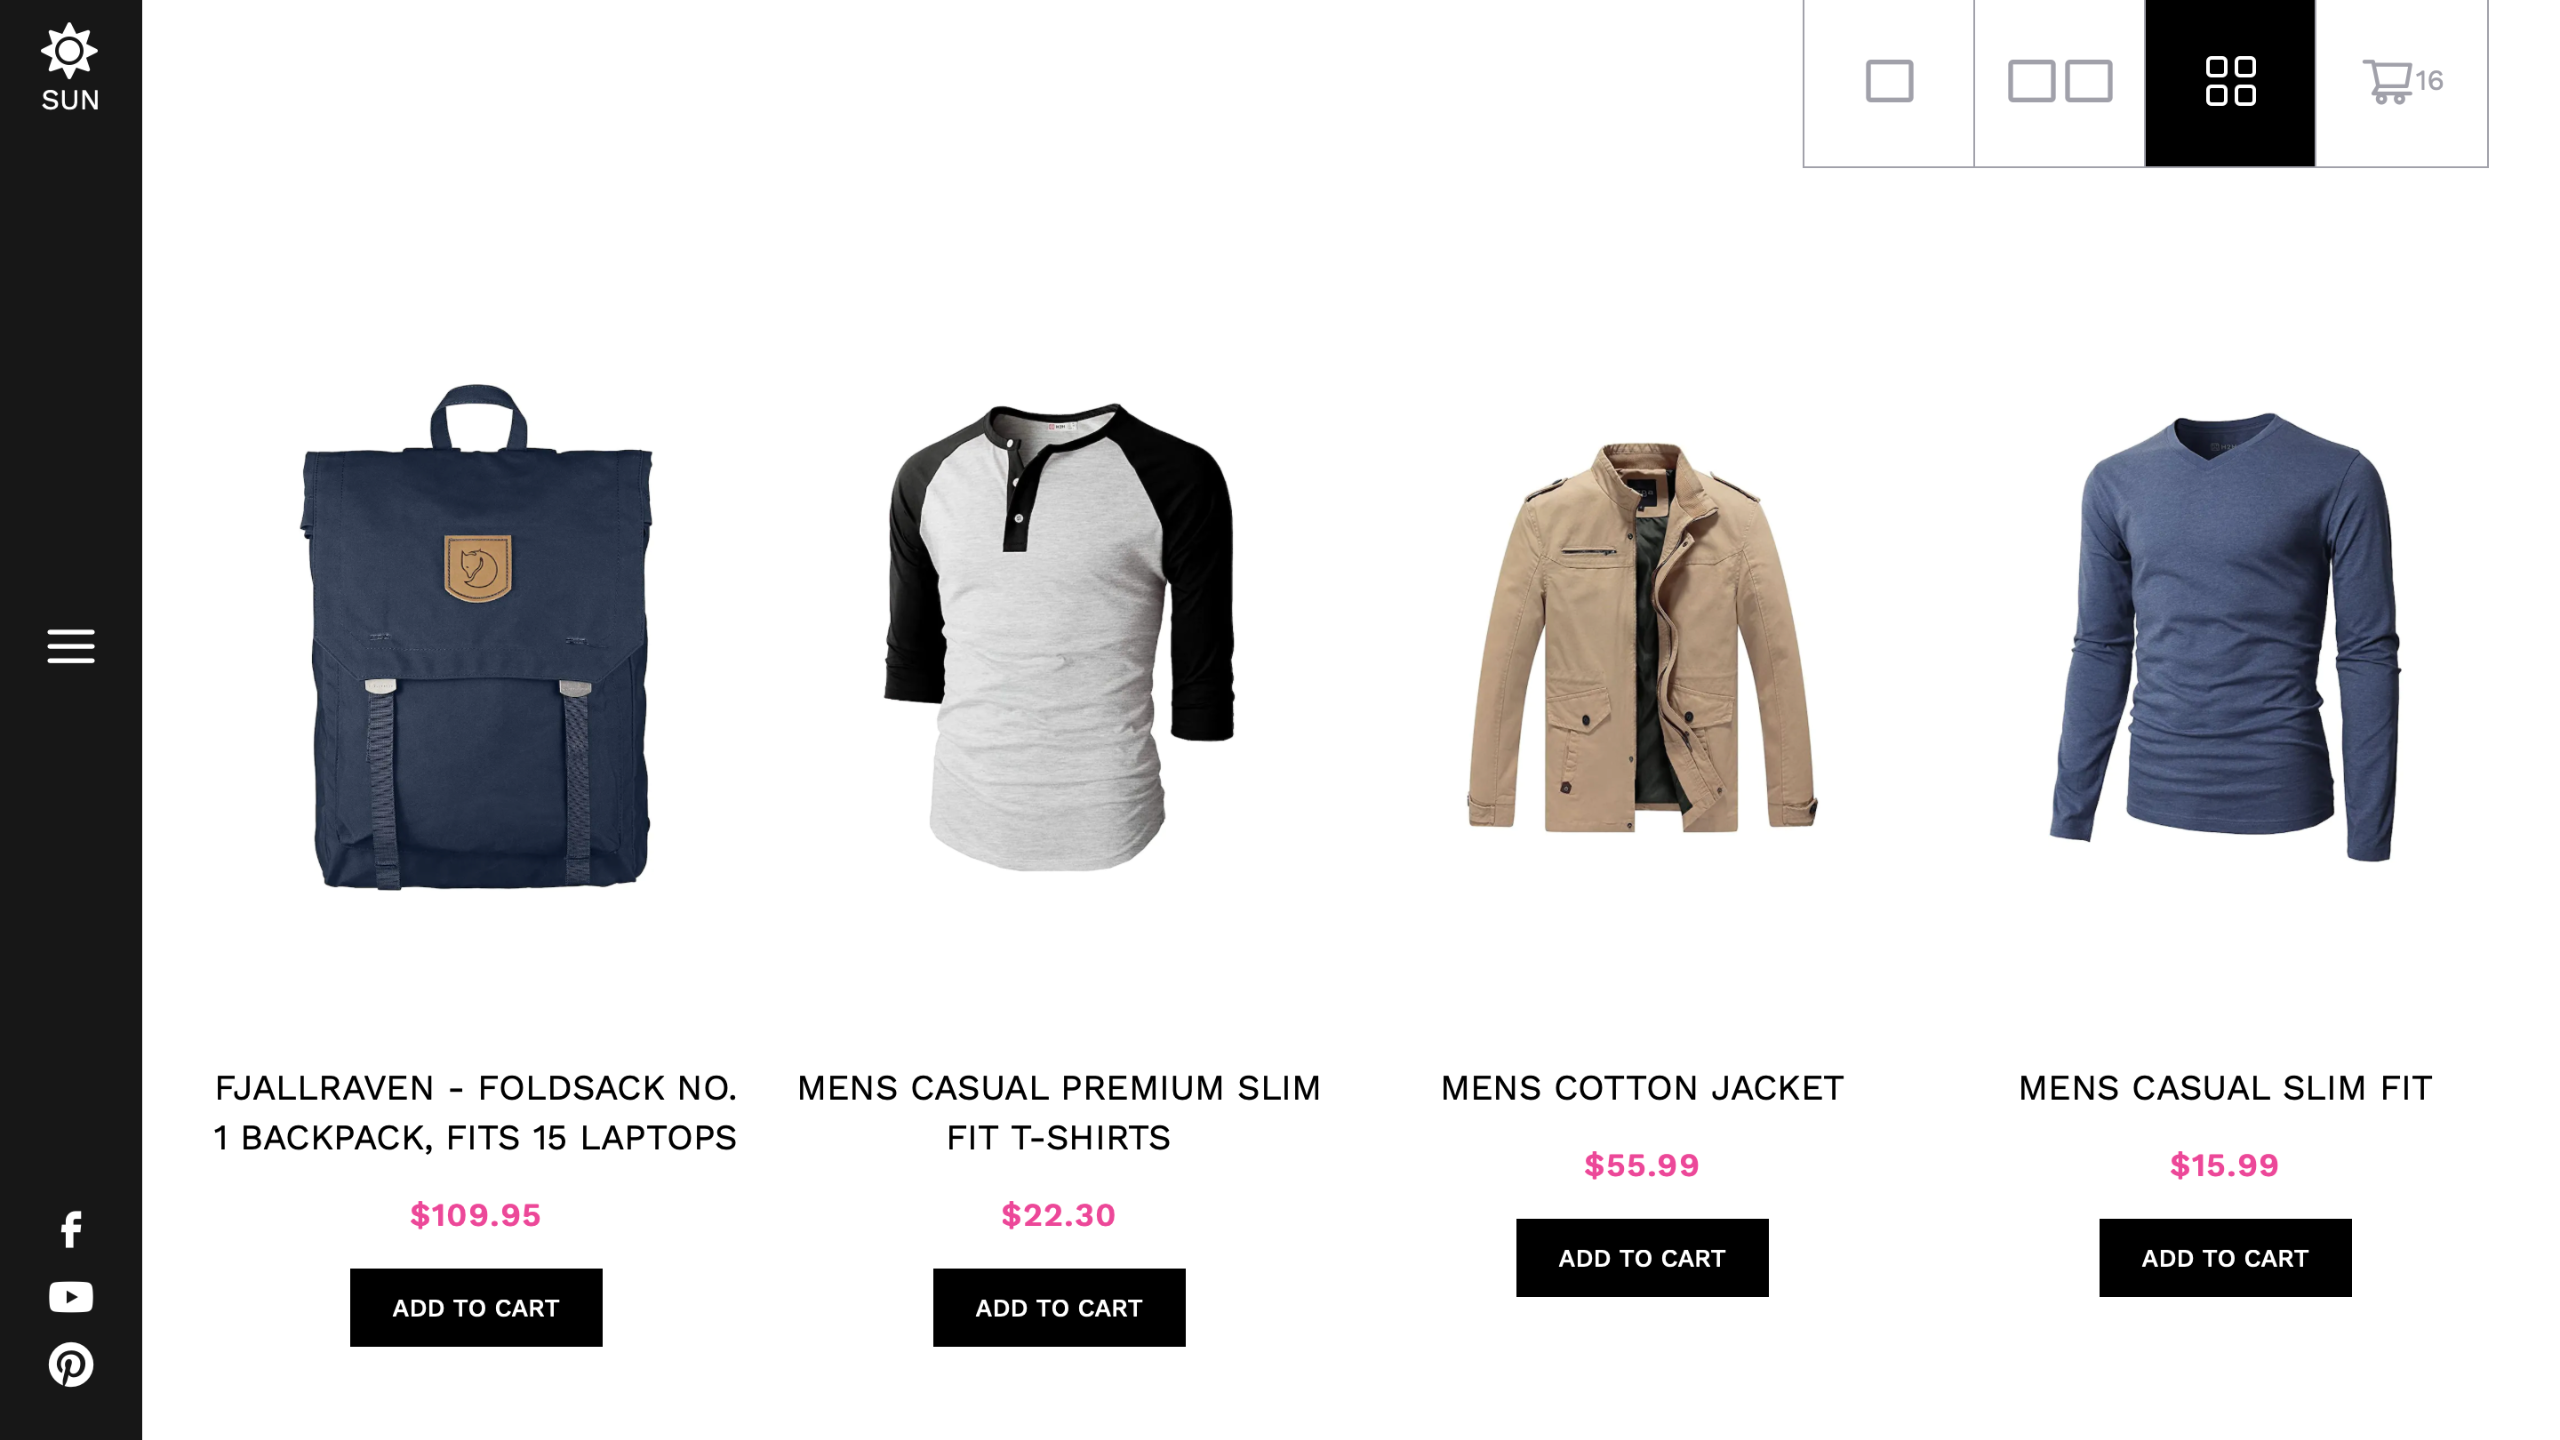 SUN
16
FJALLRAVEN - FOLDSACK NO.
1 BACKPACK, FITS 15 LAPTOPS
$109.95
ADD TO CART
MENS CASUAL PREMIUM SLIM
FIT T-SHIRTS
$22.30
ADD TO CART
MENS COTTON JACKET
$55.99
ADD TO CART
MENS CASUAL SLIM FIT
$15.99
ADD TO CART